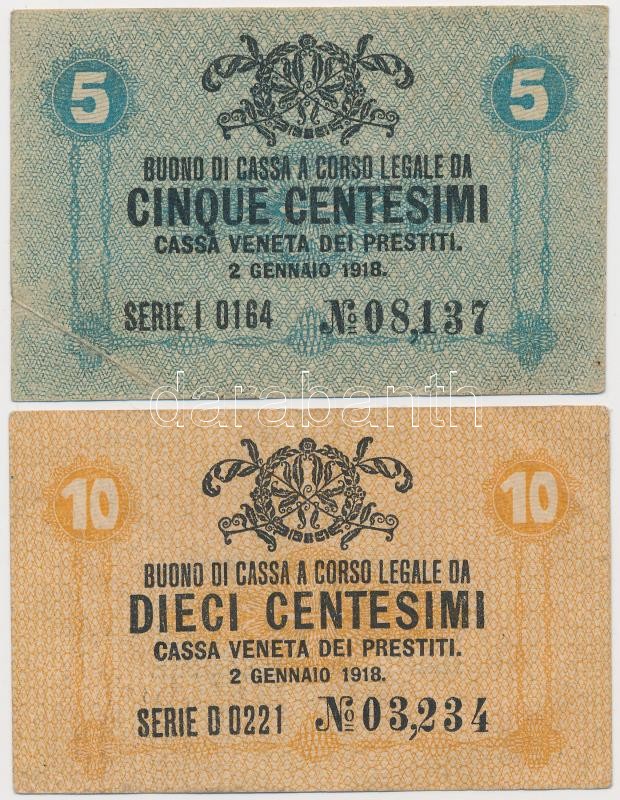 5 5
BUONO DI CASSA A CORSO LEGALE DA
CINQUE CENTESIMI
CASSA VENETA DEI PRESTITI.
2 GENNAIO 1918.
SERIE I 0164 No 08,137
darabanth
10 10
BUONO DI CASSA A CORSO LEGALE DA
DIECI CENTESIMI
CASSA VENETA DEI PRESTITI.
2 GENNAIO 1918.
SERIE D 0221 No 03,234